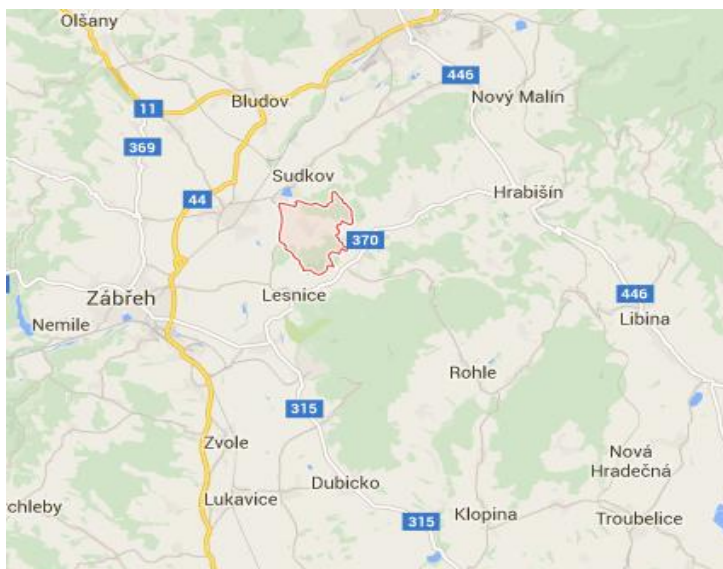 Olšany
446
Nový Malín
Bludov
11
369
Sudkov
44
Hrabišín
370
Zábřeh
Lesnice
446
Nemile
Libina
Rohle
315
Zvole
Nová
Hradečná
Dubicko
Lukavice
chleby
315
Klopina
Troubelice